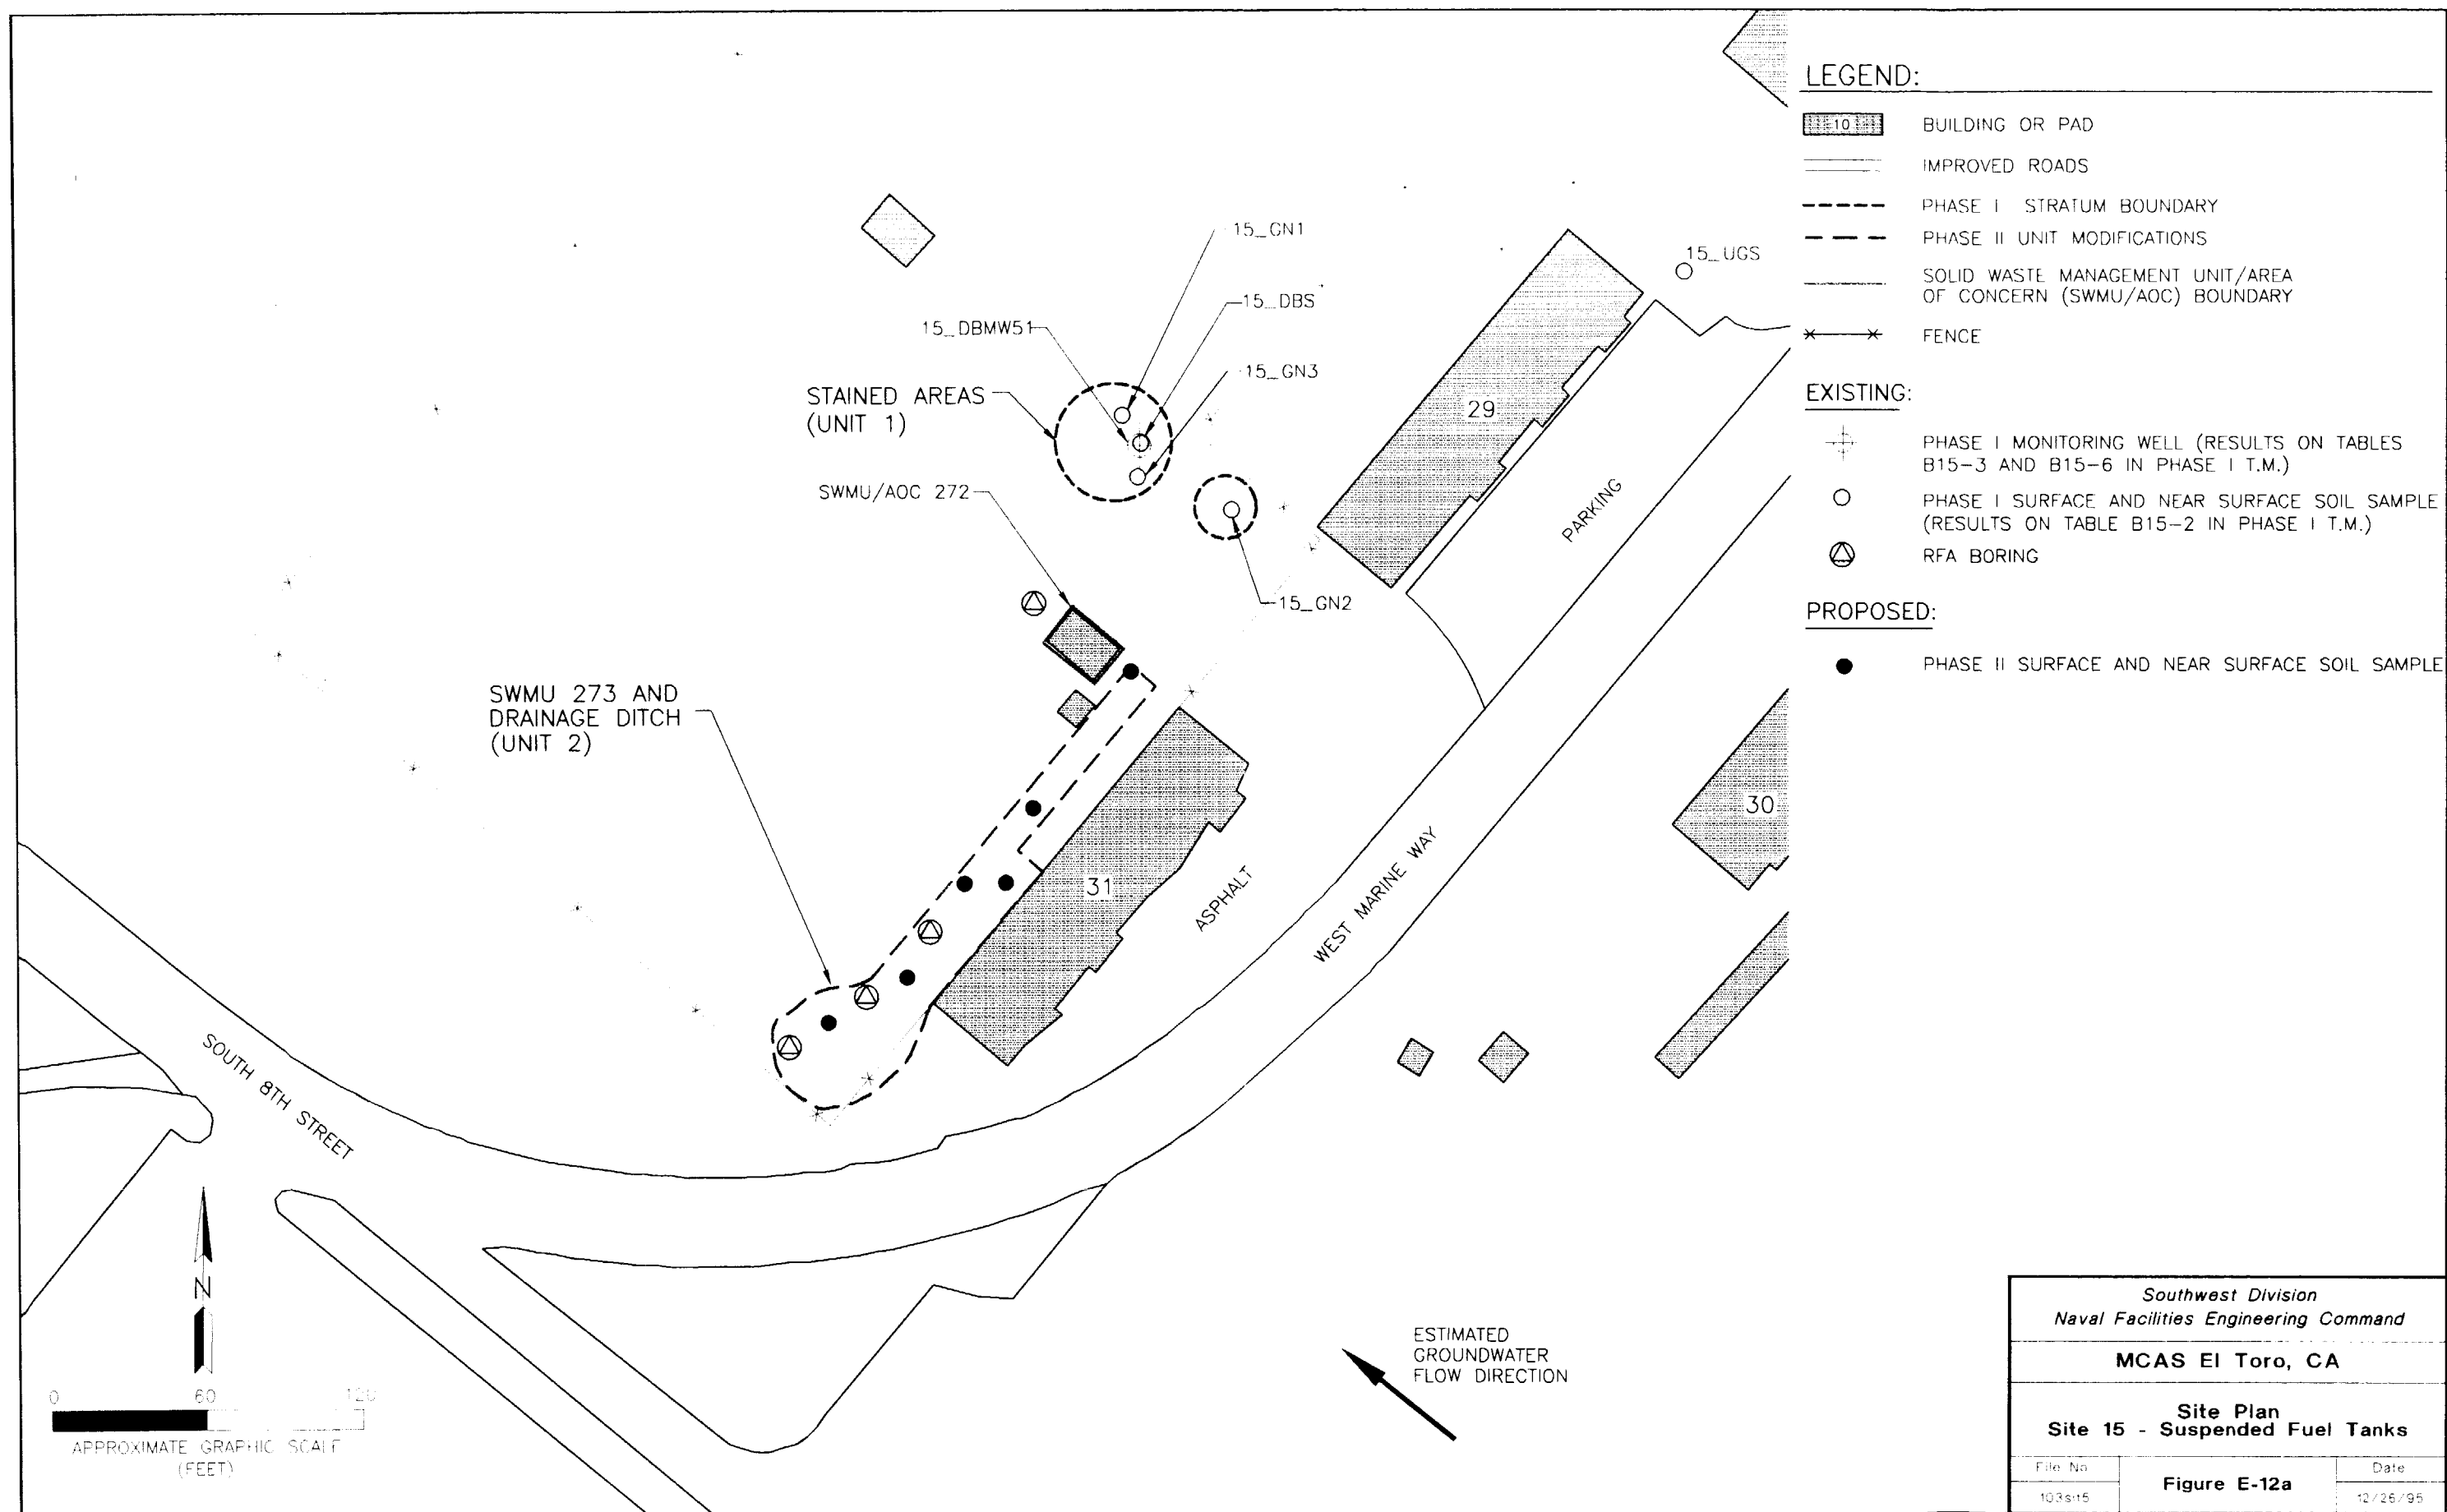 LEGEND:
10
BUILDING OR PAD
IMPROVED ROADS
PHASE I STRATUM BOUNDARY
PHASE II UNIT MODIFICATIONS
SOLID WASTE MANAGEMENT UNIT/AREA
OF CONCERN (SWMU/AOC) BOUNDARY
FENCE
EXISTING:
PHASE I MONITORING WELL (RESULTS ON TABLES
B15-3 AND B15-6 IN PHASE I T.M.)
PHASE I SURFACE AND NEAR SURFACE SOIL SAMPLE
(RESULTS ON TABLE B15-2 IN PHASE I T.M.)
RFA BORING
PROPOSED:
PHASE II SURFACE AND NEAR SURFACE SOIL SAMPLE
15_GN1
15_UGS
15_DBS
15_DBMW51
15_GN3
STAINED AREAS
(UNIT 1)
29
SWMU/AOC 272
PARKING
15_GN2
SWMU 273 AND
DRAINAGE DITCH
(UNIT 2)
30
31
ASPHALT
WEST MARINE WAY
SOUTH 8TH STREET
N
0 60 120
APPROXIMATE GRAPHIC SCALE
(FEET)
ESTIMATED
GROUNDWATER
FLOW DIRECTION
Southwest Division
Naval Facilities Engineering Command
MCAS El Toro, CA
Site Plan
Site 15 - Suspended Fuel Tanks
File No
103s15
Figure E-12a
Date
12/26/95